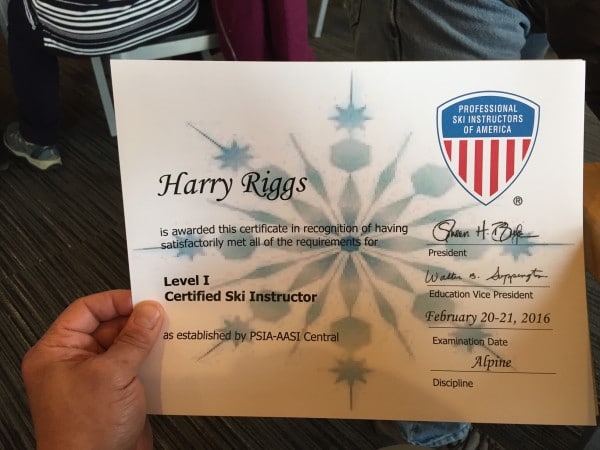 PROFESSIONAL
SKI INSTRUCTORS
OF AMERICA
®
Harry Riggs
is awarded this certificate in recognition of having
satisfactorily met all of the requirements for
Level I
Certified Ski Instructor
as established by PSIA-AASI Central
President
Education Vice President
February 20-21, 2016
Examination Date
Alpine
Discipline